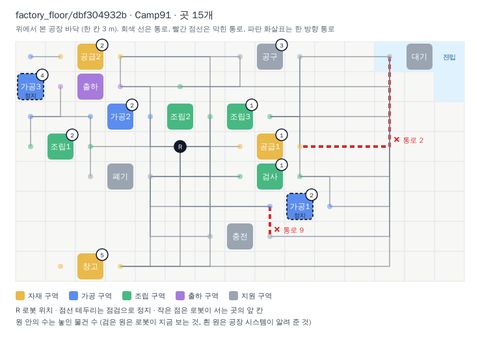 factory_floor/dbf304932b · Camp91 · 곳 15개
위에서 본 공장 바닥 (한 칸 3 m). 회색 선은 통로, 빨간 점선은 막힌 통로, 파란 화살표는 한 방향 통로
공급2 2
공구 3
대기
전립
가공3 4
정지
출하
가공2 2
조립2
조립3 2
조립1 2
R
공급1 1
✕ 통로 2
폐기
검사 1
가공1 2
정지
충전
✕ 통로 9
창고 5
자재 구역
가공 구역
조립 구역
출하 구역
지원 구역
R 로봇 위치 · 점선 테두리는 점검으로 정지 · 작은 점은 로봇이 서는 곳의 앞 칸
원 안의 수는 놓인 물건 수 (검은 원은 로봇이 지금 보는 것, 흰 원은 공장 시스템이 알려 준 것)